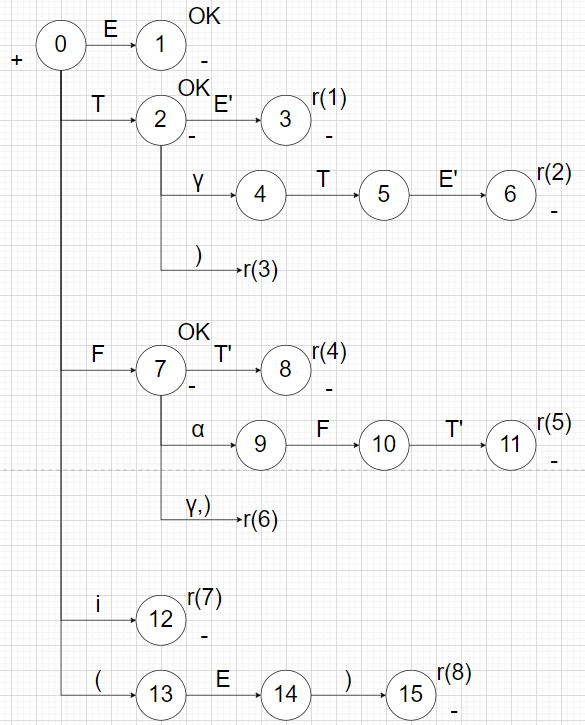 OK
0 E 1
+ -
T 2 OK E' 3 r(1)
- -
γ 4 T 5 E' 6 r(2)
-
) r(3)
OK
F 7 T' 8 r(4)
- -
α 9 F 10 T' 11 r(5)
-
γ,) r(6)
i 12 r(7)
-
( 13 E 14 ) 15 r(8)
-